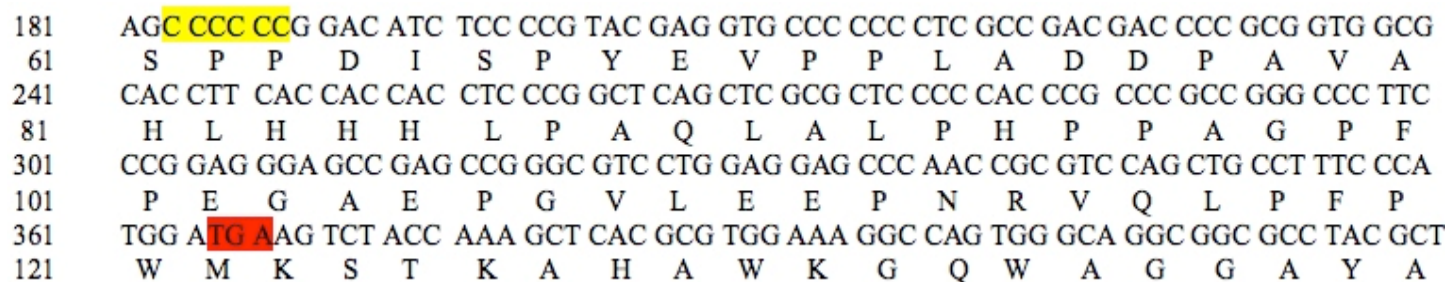 181 AGC CCC CCG GAC ATC TCC CCG TAC GAG GTG CCC CCC CTC GCC GAC GAC CCC GCG GTG GCG
61 S P P D I S P Y E V P P L A D D P A V A
241 CAC CTT CAC CAC CAC CTC CCG GCT CAG CTC GCG CTC CCC CAC CCG CCC GCC GGG CCC TTC
81 H L H H H L P A Q L A L P H P P A G P F
301 CCG GAG GGA GCC GAG CCG GGC GTC CTG GAG GAG CCC AAC CGC GTC CAG CTG CCT TTC CCA
101 P E G A E P G V L E E P N R V Q L P F P
361 TGG ATGA AG TCT ACC AAA GCT CAC GCG TGG AAA GGC CAG TGG GCA GGC GGC GCC TAC GCT
121 W M K S T K A H A W K G Q W A G G A Y A